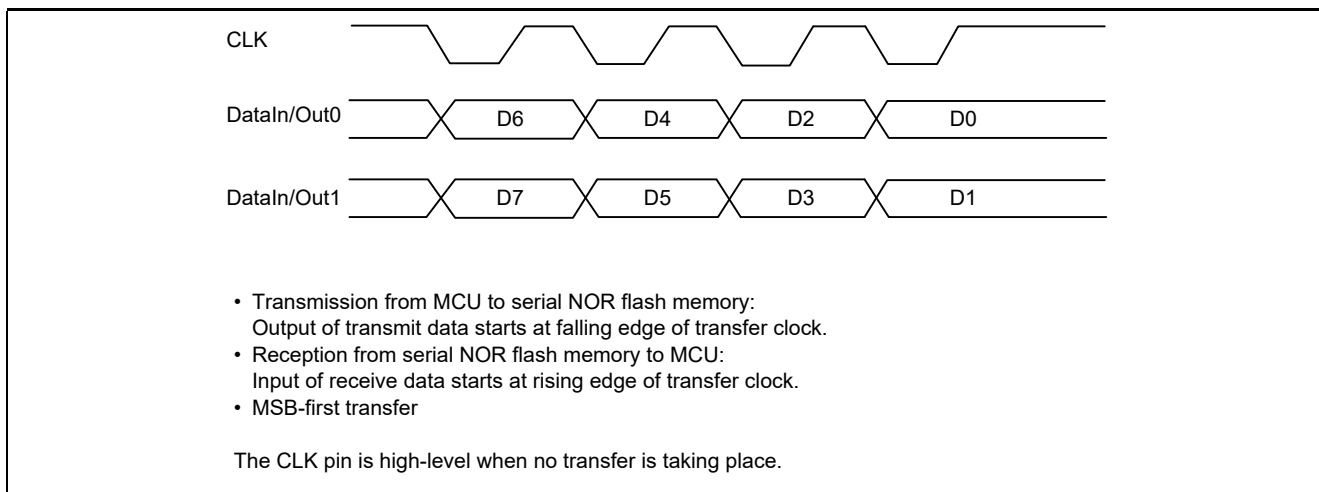 CLK
DataIn/Out0 D6 D4 D2 D0
DataIn/Out1 D7 D5 D3 D1
• Transmission from MCU to serial NOR flash memory:
Output of transmit data starts at falling edge of transfer clock.
• Reception from serial NOR flash memory to MCU:
Input of receive data starts at rising edge of transfer clock.
• MSB-first transfer
The CLK pin is high-level when no transfer is taking place.